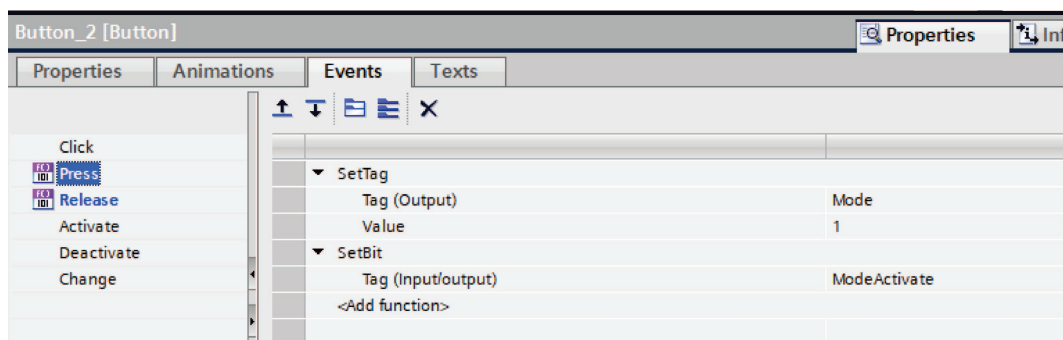 Button_2 [Button]
Properties
Properties Animations Events Texts
Click
Press
Release
Activate
Deactivate
Change
SetTag
Tag (Output) Mode
Value 1
SetBit
Tag (Input/output) ModeActivate
<Add function>